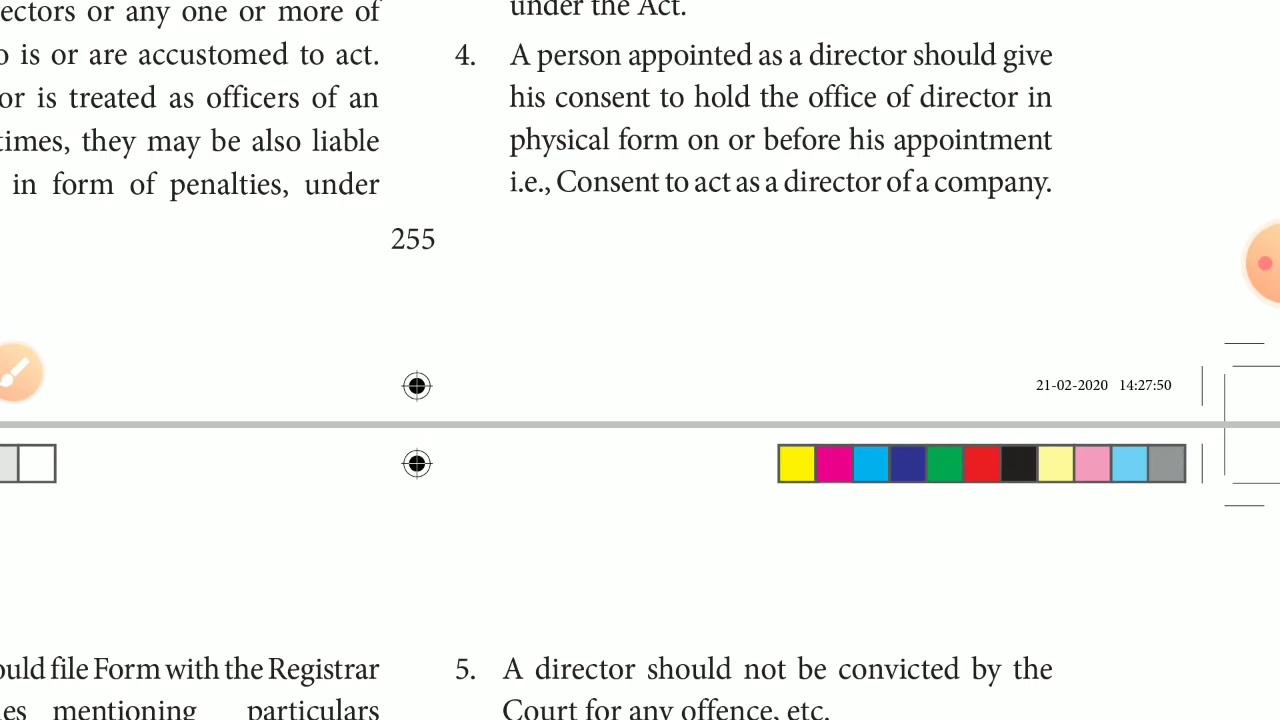 ectors or any one or more of
o is or are accustomed to act.
or is treated as officers of an
times, they may be also liable
in form of penalties, under
under the Act.
4. A person appointed as a director should give
his consent to hold the office of director in
physical form on or before his appointment
i.e., Consent to act as a director of a company.
255
21-02-2020 14:27:50
ould file Form with the Registrar
es mentioning particulars
5. A director should not be convicted by the
Court for any offence, etc.